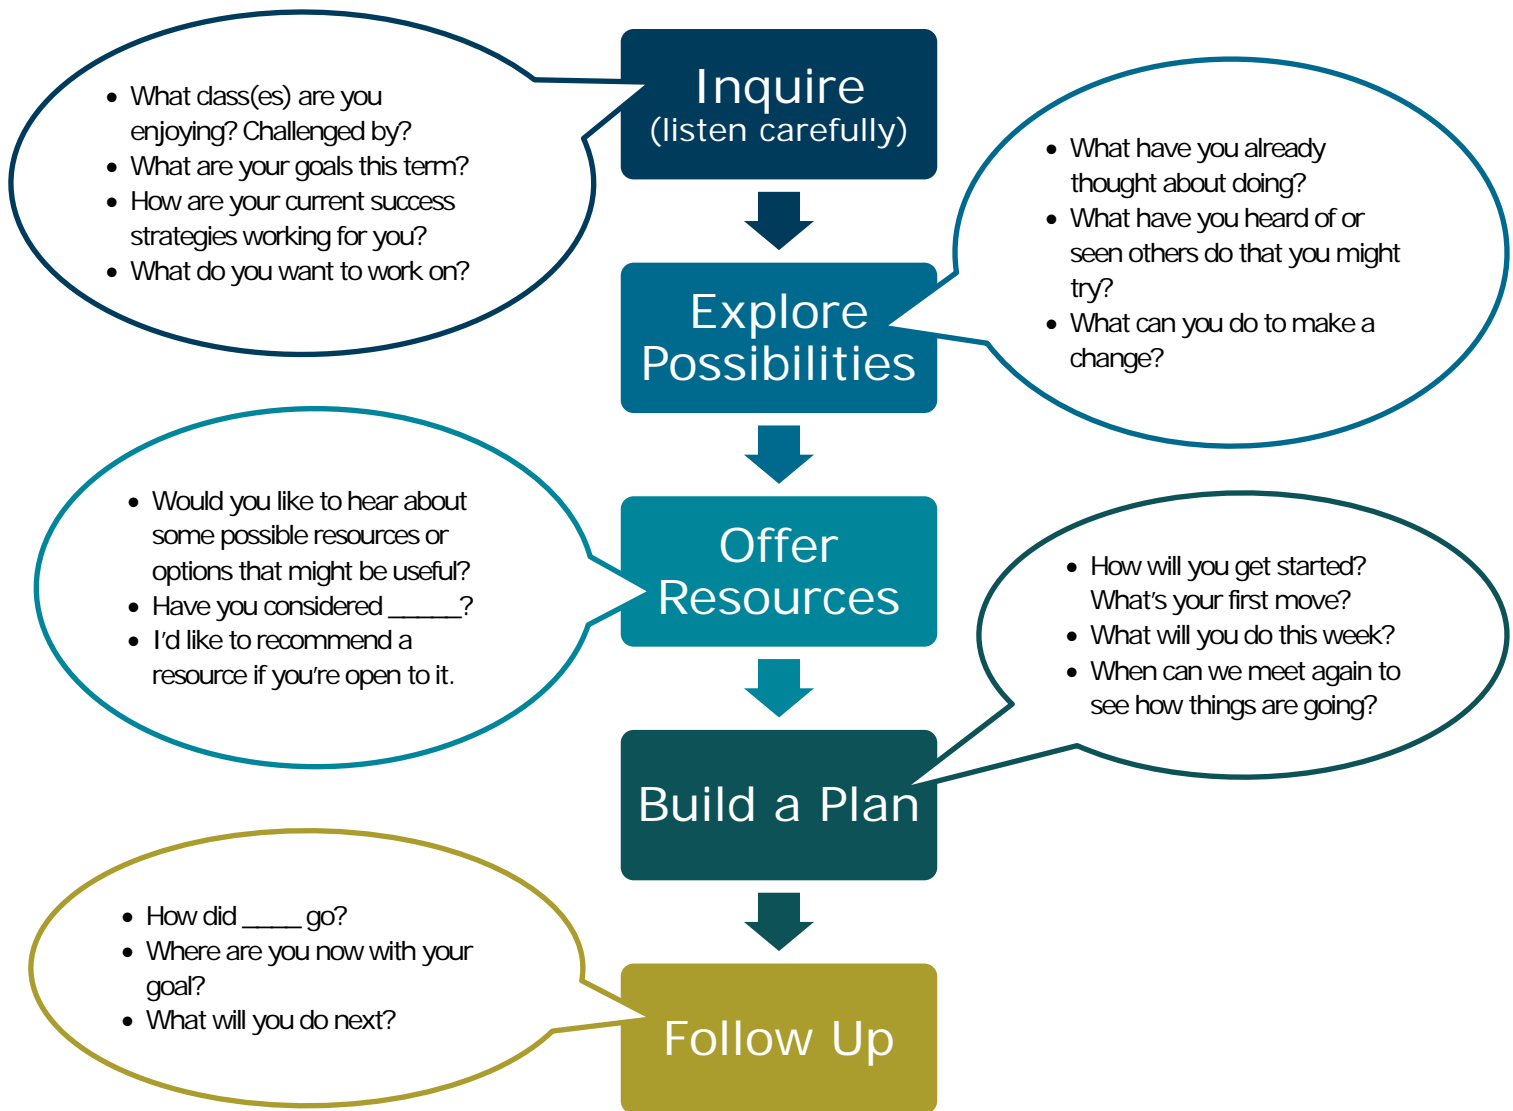 • What class(es) are you
enjoying? Challenged by?
• What are your goals this term?
• How are your current success
strategies working for you?
• What do you want to work on?
Inquire
(listen carefully)
• What have you already
thought about doing?
• What have you heard of or
seen others do that you might
try?
• What can you do to make a
change?
Explore
Possibilities
• Would you like to hear about
some possible resources or
options that might be useful?
• Have you considered _____?
• I'd like to recommend a
resource if you're open to it.
Offer
Resources
• How will you get started?
What's your first move?
• What will you do this week?
• When can we meet again to
see how things are going?
Build a Plan
• How did ____ go?
• Where are you now with your
goal?
• What will you do next?
Follow Up